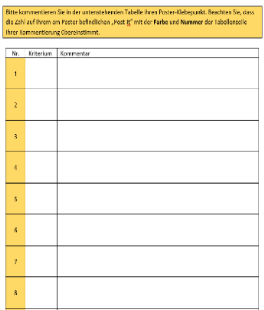 Bitte kommentieren Sie in der untenstehenden Tabelle Ihren Poster-Klebepunkt. Beachten Sie, dass
die Zahl auf Ihrem am Poster befindlichen „Post It“ mit der Farbe und Nummer der Tabellenzeile
Ihrer Kommentierung übereinstimmt.
Nr. Kriterium Kommentar
1
2
3
4
5
6
7
8